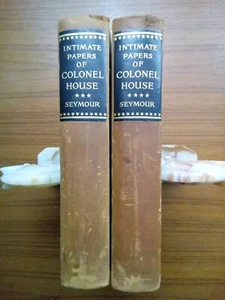 INTIMATE
PAPERS
OF
COLONEL
HOUSE
SEYMOUR
INTIMATE
PAPERS
OF
COLONEL
HOUSE
SEYMOUR